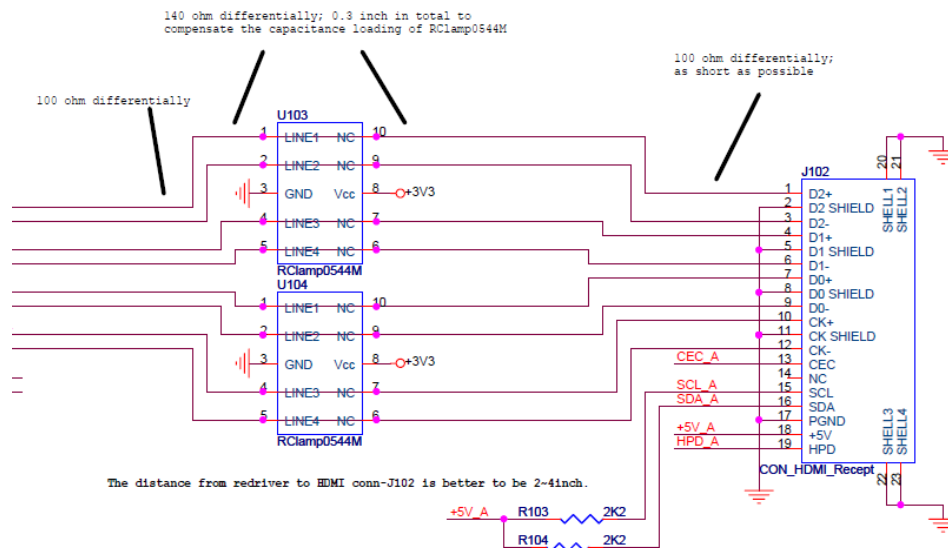 140 ohm differentially; 0.3 inch in total to
compensate the capacitance loading of RClamp0544M
100 ohm differentially;
as short as possible
100 ohm differentially
U103
1 LINE1 NC 10
2 LINE2 NC 9
3 GND Vcc 8 +3V3
4 LINE3 NC 7
5 LINE4 NC 6
RClamp0544M
U104
1 LINE1 NC 10
2 LINE2 NC 9
3 GND Vcc 8 +3V3
4 LINE3 NC 7
5 LINE4 NC 6
RClamp0544M
20 21
J102
SHELL1 SHELL2
1 D2+
2 D2 SHIELD
3 D2-
4 D1+
5 D1 SHIELD
6 D1-
7 D0+
8 D0 SHIELD
9 D0-
10 CK+
11 CK SHIELD
12 CK-
CEC_A 13 CEC
14 NC
SCL_A 15 SCL
SDA_A 16 SDA
17 PGND
+5V_A 18 +5V
HPD_A 19 HPD
SHELL3 SHELL4
CON_HDMI_Recept
22 23
The distance from redriver to HDMI conn-J102 is better to be 2~4inch.
+5V_A R103 2K2
R104 2K2